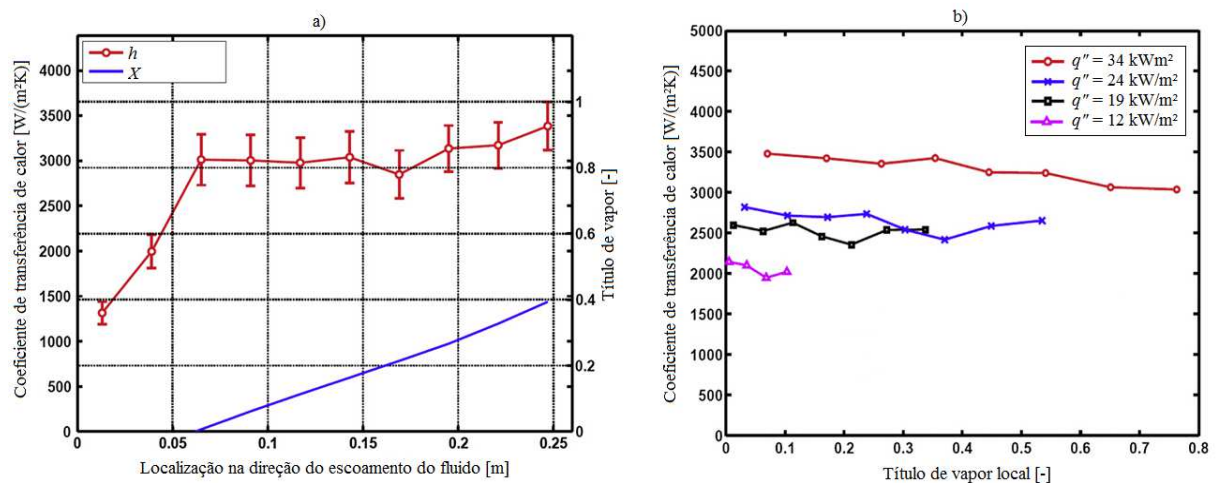 a)
Coeficiente de transferência de calor [W/(m²K)]
4000
3500
3000
2500
2000
1500
1000
500
0
h
X
1
0.8
0.6
0.4
0.2
0
Título de vapor [-]
0 0.05 0.1 0.15 0.2 0.25
Localização na direção do escoamento do fluido [m]
b)
Coeficiente de transferência de calor [W/(m²K)]
5000
4500
4000
3500
3000
2500
2000
1500
1000
500
0
q" = 34 kWm²
q" = 24 kW/m²
q" = 19 kW/m²
q" = 12 kW/m²
0 0.1 0.2 0.3 0.4 0.5 0.6 0.7 0.8
Título de vapor local [-]